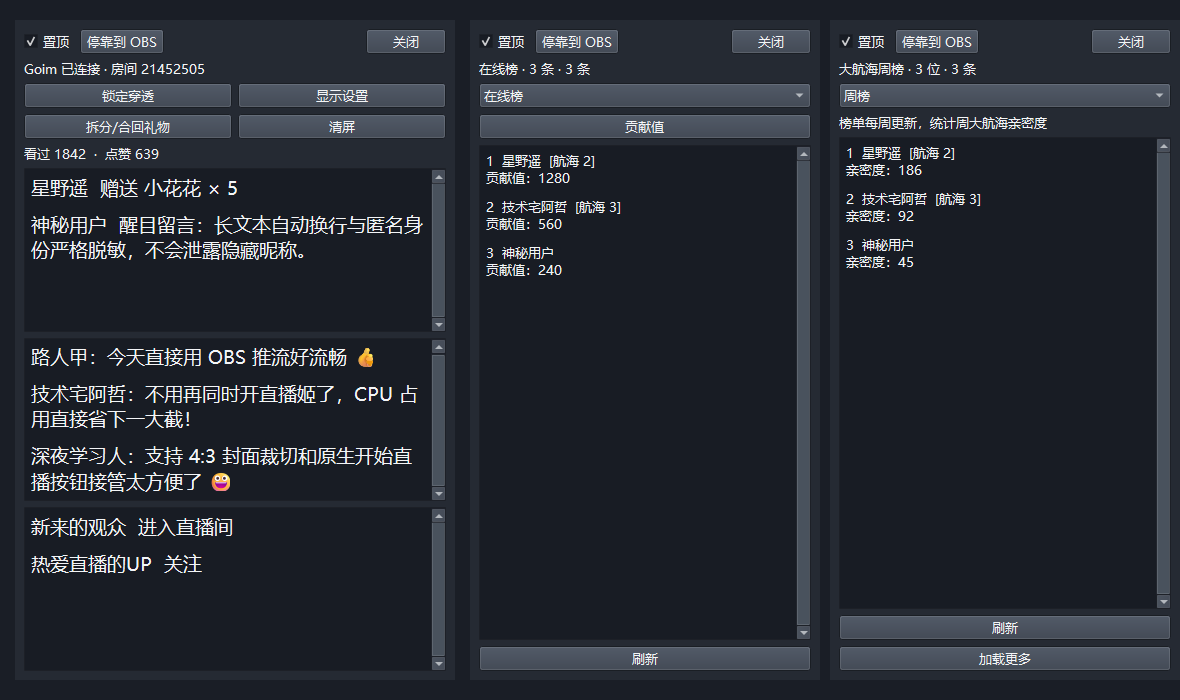 置顶
停靠到 OBS
关闭
Goim 已连接 · 房间 21452505
锁定穿透
显示设置
拆分/合回礼物
清屏
看过 1842 · 点赞 639
星野遥 赠送 小花花 × 5
神秘用户 醒目留言：长文本自动换行与匿名身
份严格脱敏，不会泄露隐藏昵称。
路人甲：今天直接用 OBS 推流好流畅 👍
技术宅阿哲：不用再同时开直播姬了，CPU 占
用直接省下一大截！
深夜学习人：支持 4:3 封面裁切和原生开始直
播按钮接管太方便了 😀
新来的观众 进入直播间
热爱直播的UP 关注
置顶
停靠到 OBS
关闭
在线榜 · 3 条 · 3 条
在线榜
贡献值
1 星野遥 [航海 2]
贡献值：1280
2 技术宅阿哲 [航海 3]
贡献值：560
3 神秘用户
贡献值：240
刷新
置顶
停靠到 OBS
关闭
大航海周榜 · 3 位 · 3 条
周榜
榜单每周更新，统计周大航海亲密度
1 星野遥 [航海 2]
亲密度：186
2 技术宅阿哲 [航海 3]
亲密度：92
3 神秘用户
亲密度：45
刷新
加载更多